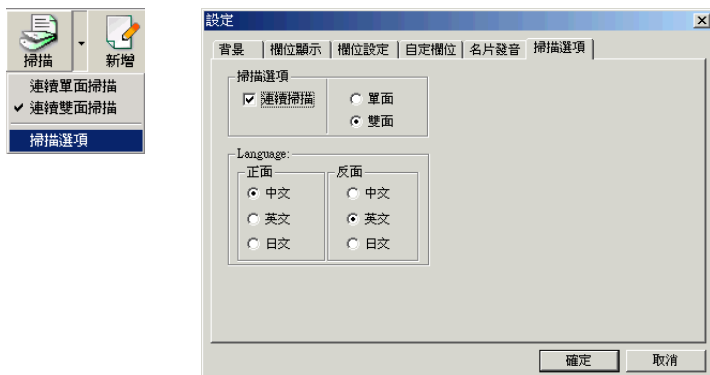 掃描
新增
連續單面掃描
連續雙面掃描
掃描選項
設定
背景
欄位顯示
欄位設定
自定欄位
名片發音
掃描選項
掃描選項
連續掃描
單面
雙面
Language:
正面
中文
英文
日文
反面
中文
英文
日文
確定
取消